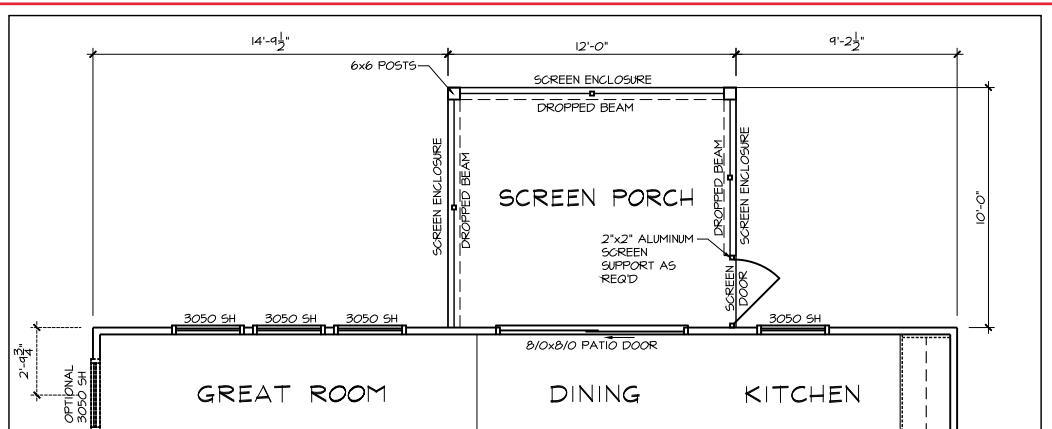 14'-9½"
12'-0"
9'-2½"
6x6 POSTS
SCREEN ENCLOSURE
DROPPED BEAM
SCREEN ENCLOSURE
DROPPED BEAM
SCREEN PORCH
DROPPED BEAM
SCREEN ENCLOSURE
10'-0"
2"x2" ALUMINUM
SCREEN
SUPPORT AS
REQ'D
SCREEN
DOOR
3050 SH
3050 SH
3050 SH
3050 SH
8/0x8/0 PATIO DOOR
2'-9¾"
OPTIONAL
3050 SH
GREAT ROOM
DINING
KITCHEN